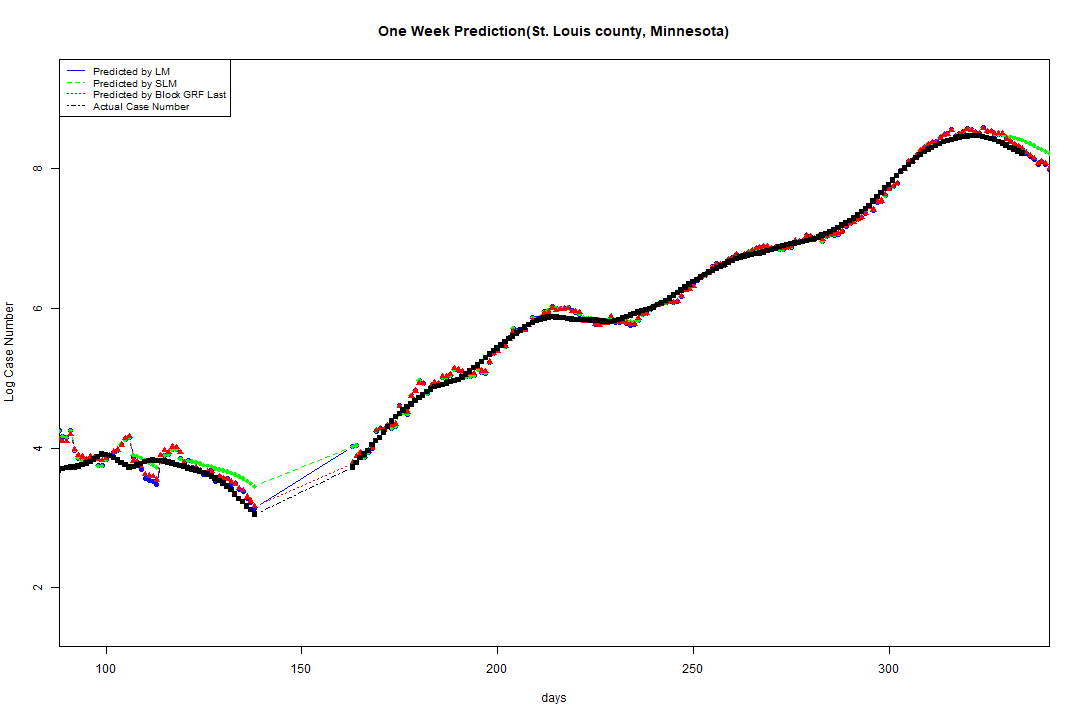 One Week Prediction(St. Louis county, Minnesota)
Predicted by LM
Predicted by SLM
Predicted by Block GRF Last
Actual Case Number
8
6
4
2
Log Case Number
100 150 200 250 300
days